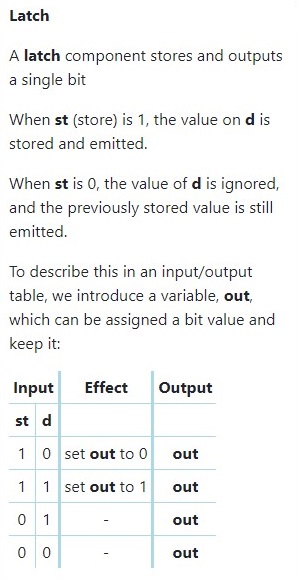 Latch
A latch component stores and outputs
a single bit
When st (store) is 1, the value on d is
stored and emitted.
When st is 0, the value of d is ignored,
and the previously stored value is still
emitted.
To describe this in an input/output
table, we introduce a variable, out,
which can be assigned a bit value and
keep it:
Input Effect Output
st d
1 0 set out to 0 out
1 1 set out to 1 out
0 1 - out
0 0 - out